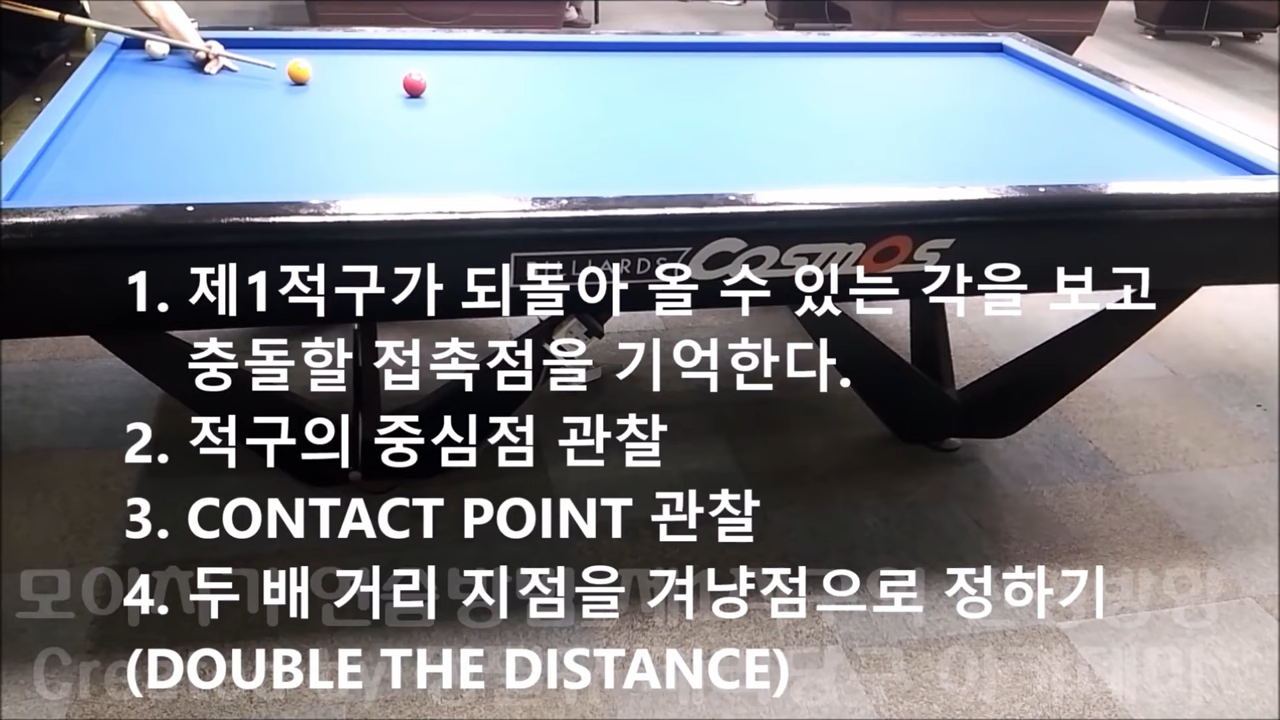 BILLIARDS Cosmos
1. 제1적구가 되돌아 올 수 있는 각을 보고
충돌할 접촉점을 기억한다.
2. 적구의 중심점 관찰
3. CONTACT POINT 관찰
4. 두 배 거리 지점을 겨냥점으로 정하기
(DOUBLE THE DISTANCE)